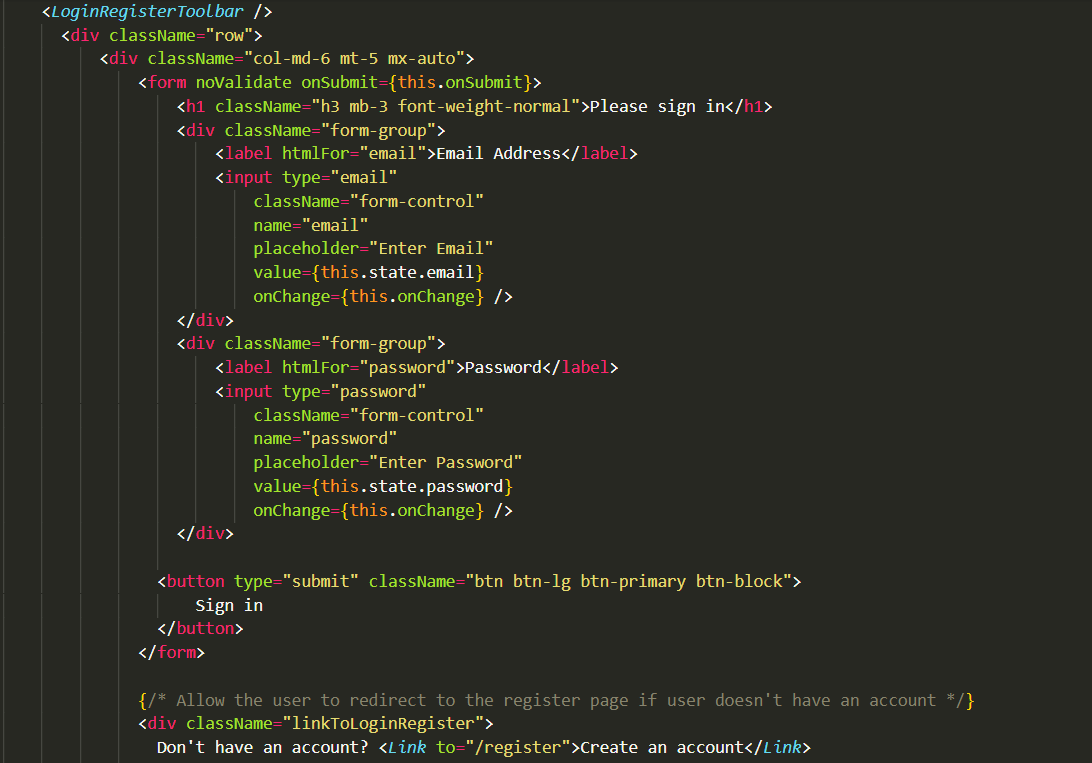 <LoginRegisterToolbar />
<div className="row">
<div className="col-md-6 mt-5 mx-auto">
<form noValidate onSubmit={this.onSubmit}>
<h1 className="h3 mb-3 font-weight-normal">Please sign in</h1>
<div className="form-group">
<label htmlFor="email">Email Address</label>
<input type="email"
className="form-control"
name="email"
placeholder="Enter Email"
value={this.state.email}
onChange={this.onChange} />
</div>
<div className="form-group">
<label htmlFor="password">Password</label>
<input type="password"
className="form-control"
name="password"
placeholder="Enter Password"
value={this.state.password}
onChange={this.onChange} />
</div>
<button type="submit" className="btn btn-lg btn-primary btn-block">
Sign in
</button>
</form>
{/* Allow the user to redirect to the register page if user doesn't have an account */}
<div className="linkToLoginRegister">
Don't have an account? <Link to="/register">Create an account</Link>